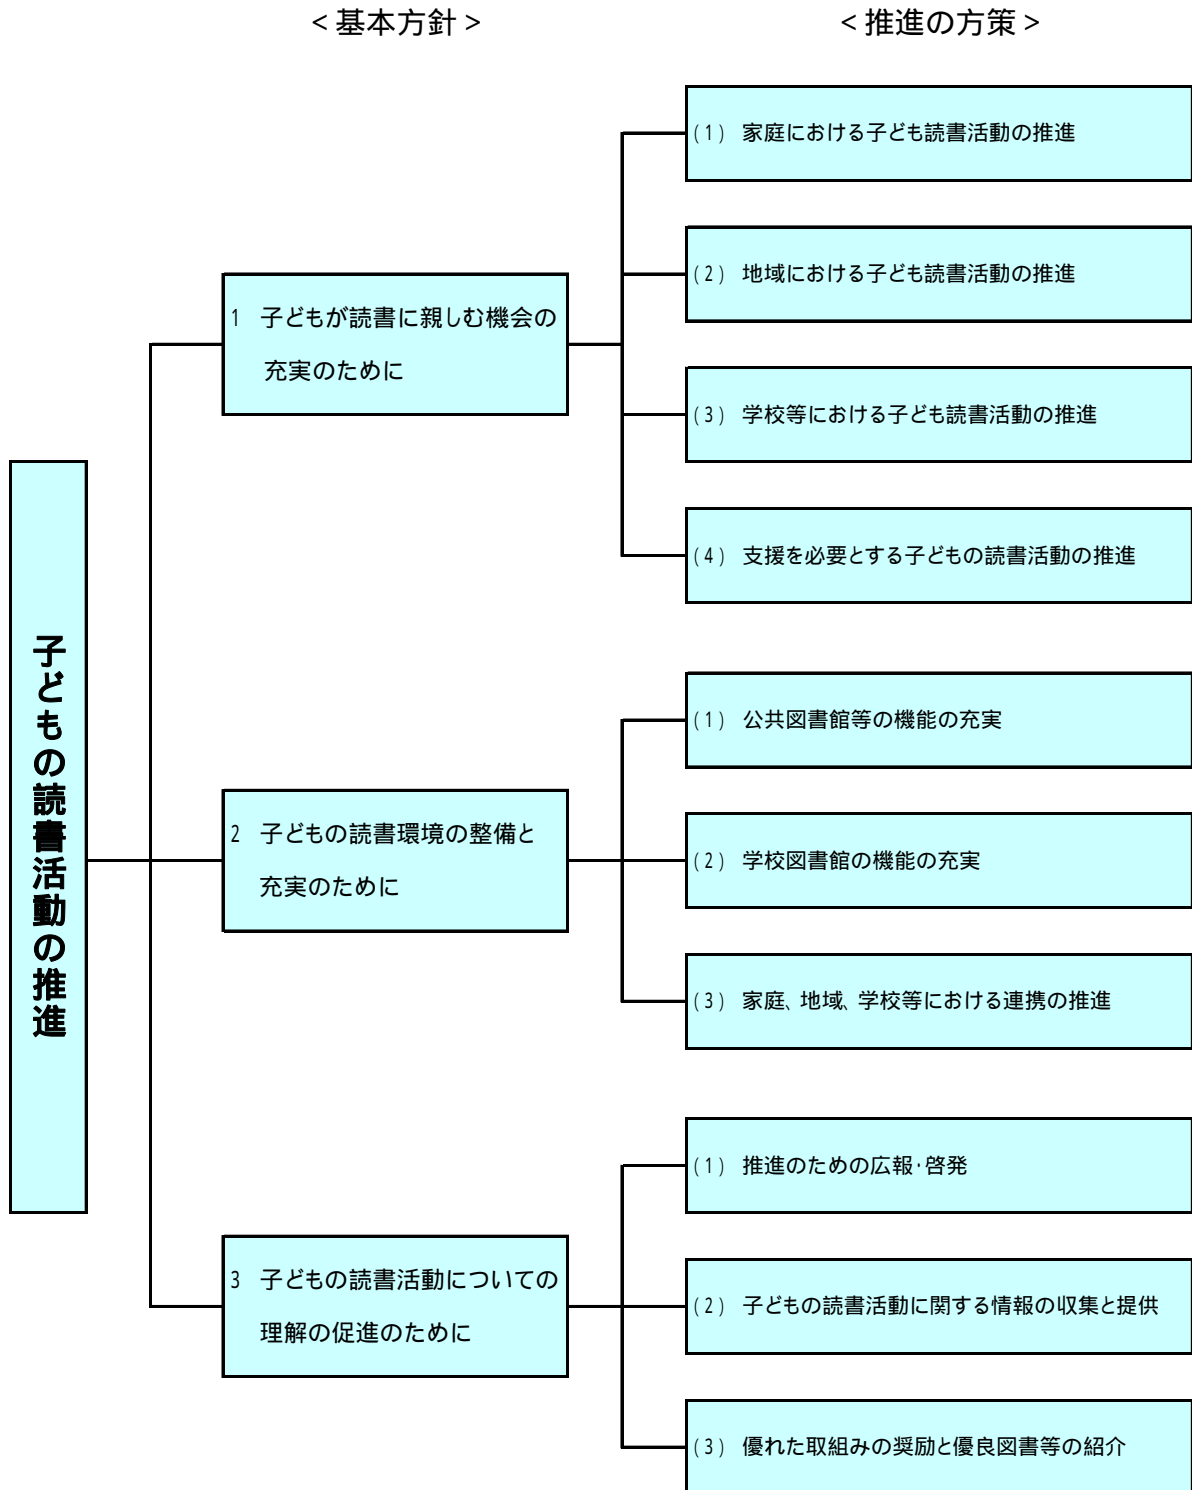 <基本方針>
<推進の方策>
子どもの読書活動の推進
1 子どもが読書に親しむ機会の
充実のために
(1) 家庭における子ども読書活動の推進
(2) 地域における子ども読書活動の推進
(3) 学校等における子ども読書活動の推進
(4) 支援を必要とする子どもの読書活動の推進
2 子どもの読書環境の整備と
充実のために
(1) 公共図書館等の機能の充実
(2) 学校図書館の機能の充実
(3) 家庭、地域、学校等における連携の推進
3 子どもの読書活動についての
理解の促進のために
(1) 推進のための広報・啓発
(2) 子どもの読書活動に関する情報の収集と提供
(3) 優れた取組みの奨励と優良図書等の紹介